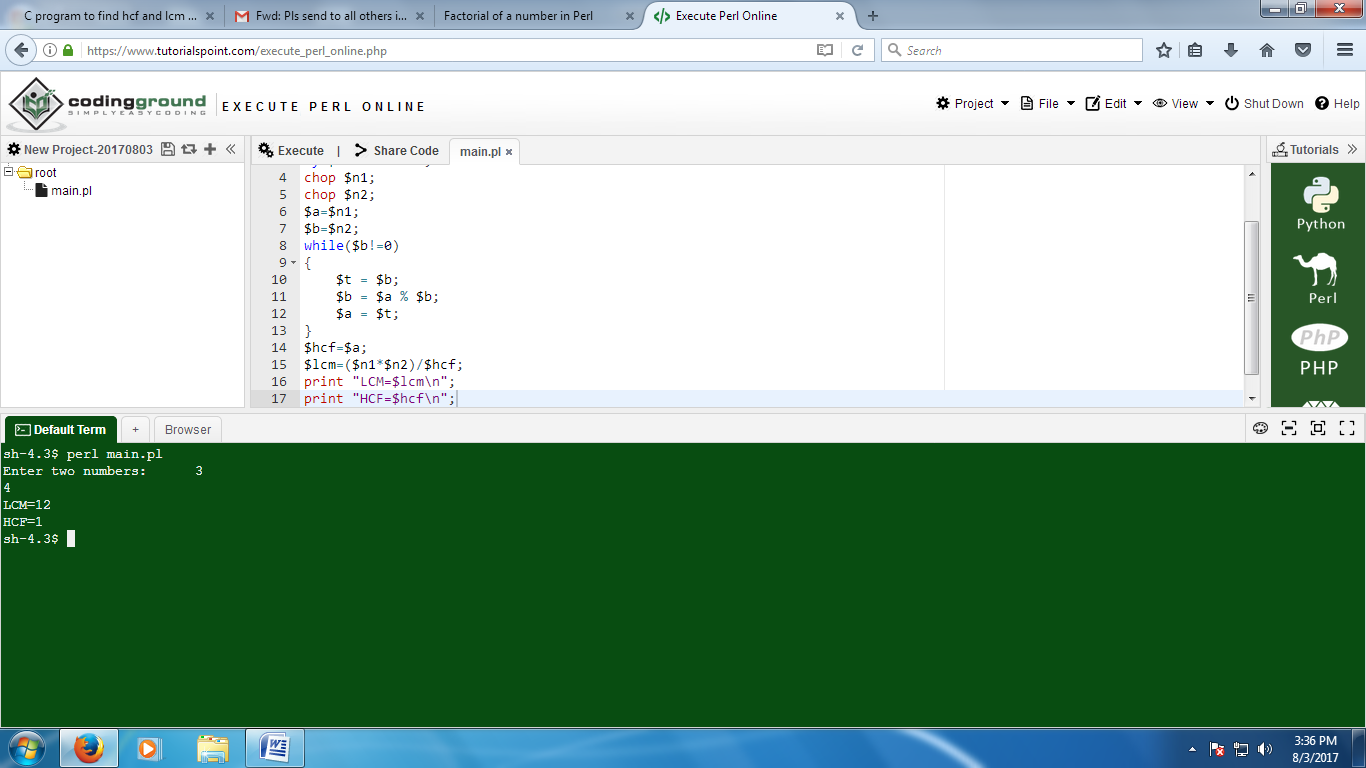 C program to find hcf and lcm ...
Fwd: Pls send to all others i...
Factorial of a number in Perl
Execute Perl Online
https://www.tutorialspoint.com/execute_perl_online.php
Search
codingground
SIMPLYEASYCODING
EXECUTE PERL ONLINE
Project
File
Edit
View
Shut Down
Help
New Project-20170803
Execute | Share Code
main.pl
Tutorials
root
main.pl
4 chop $n1;
5 chop $n2;
6 $a=$n1;
7 $b=$n2;
8 while($b!=0)
9 {
10 $t = $b;
11 $b = $a % $b;
12 $a = $t;
13 }
14 $hcf=$a;
15 $lcm=($n1*$n2)/$hcf;
16 print "LCM=$lcm\n";
17 print "HCF=$hcf\n";
Python
Perl
PhP
PHP
Default Term
+
Browser
sh-4.3$ perl main.pl
Enter two numbers: 3
4
LCM=12
HCF=1
sh-4.3$
3:36 PM
8/3/2017